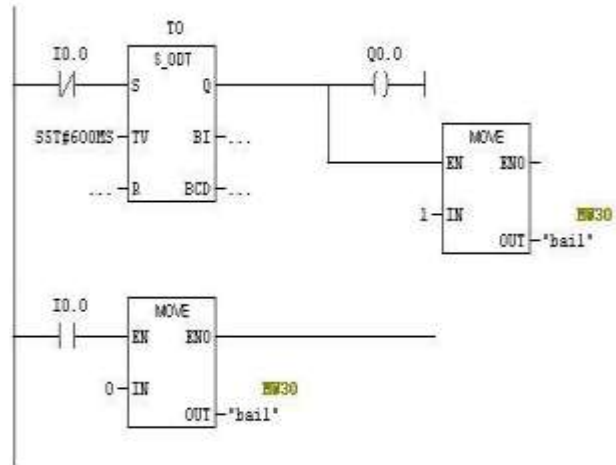 T0
I0.0
S_ODT
Q0.0
S
Q
S5T#600MS
TV
BI
...
...
R
BCD
...
MOVE
EN
ENO
1
IN
MW30
OUT
"bail"
I0.0
MOVE
EN
ENO
0
IN
MW30
OUT
"bail"